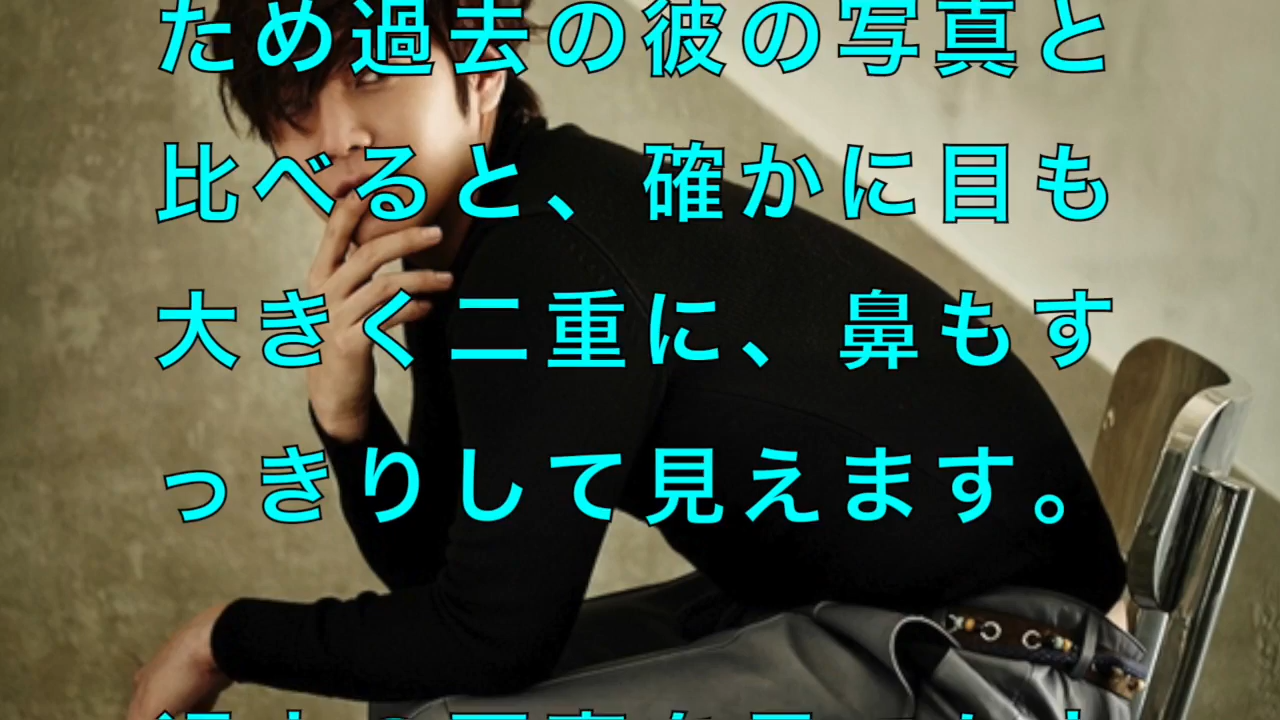 ため過去の彼の写真と
比べると、確かに目も
大きく二重に、鼻もす
っきりして見えます。